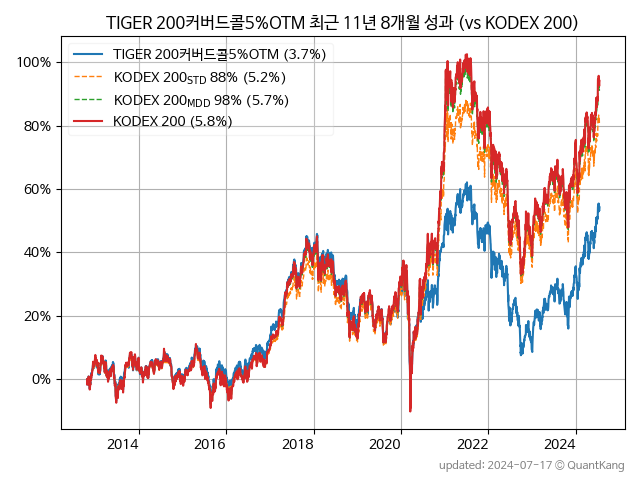 TIGER 200커버드콜5%OTM 최근 11년 8개월 성과 (vs KODEX 200)
TIGER 200커버드콜5%OTM (3.7%)
KODEX 200STD 88% (5.2%)
KODEX 200MDD 98% (5.7%)
KODEX 200 (5.8%)
100%
80%
60%
40%
20%
0%
2014
2016
2018
2020
2022
2024
updated: 2024-07-17 © QuantKang